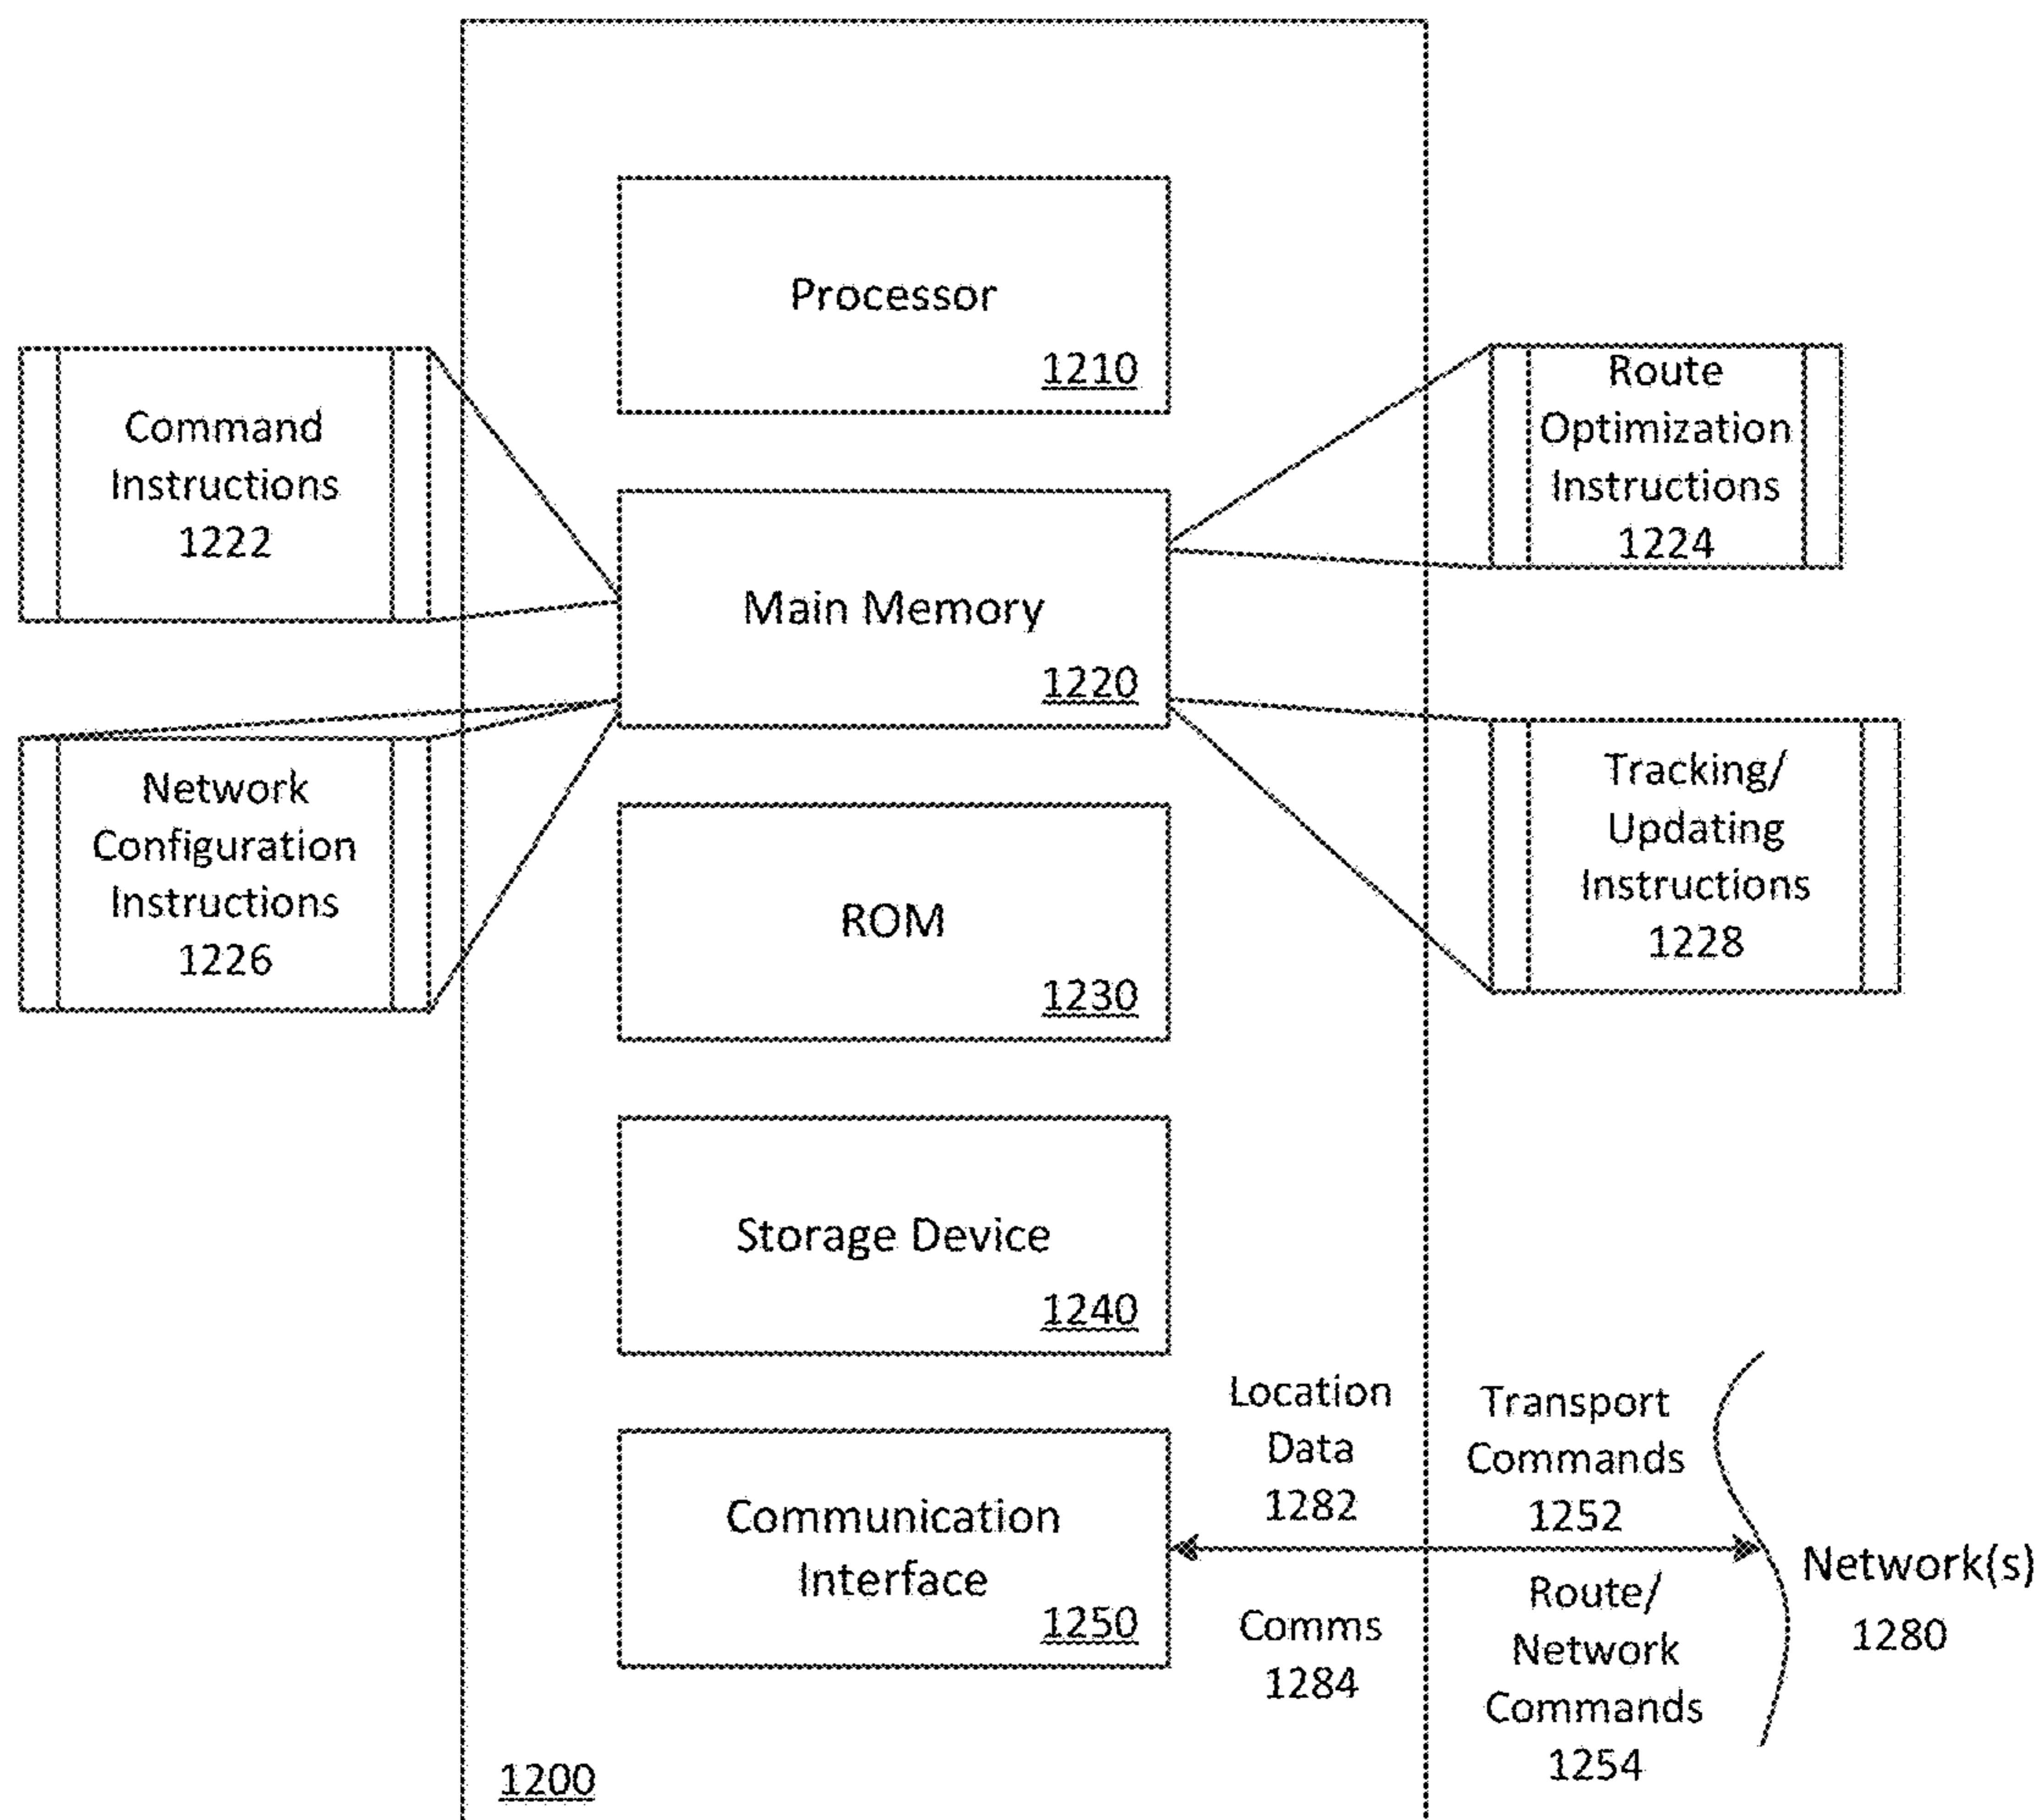 Processor
1210
Command
Instructions
1222
Route
Optimization
Instructions
1224
Main Memory
1220
Network
Configuration
Instructions
1226
Tracking/
Updating
Instructions
1228
ROM
1230
Storage Device
1240
Communication
Interface
1250
Location
Data
1282
Transport
Commands
1252
Comms
1284
Route/
Network
Commands
1254
Network(s)
1280
1200